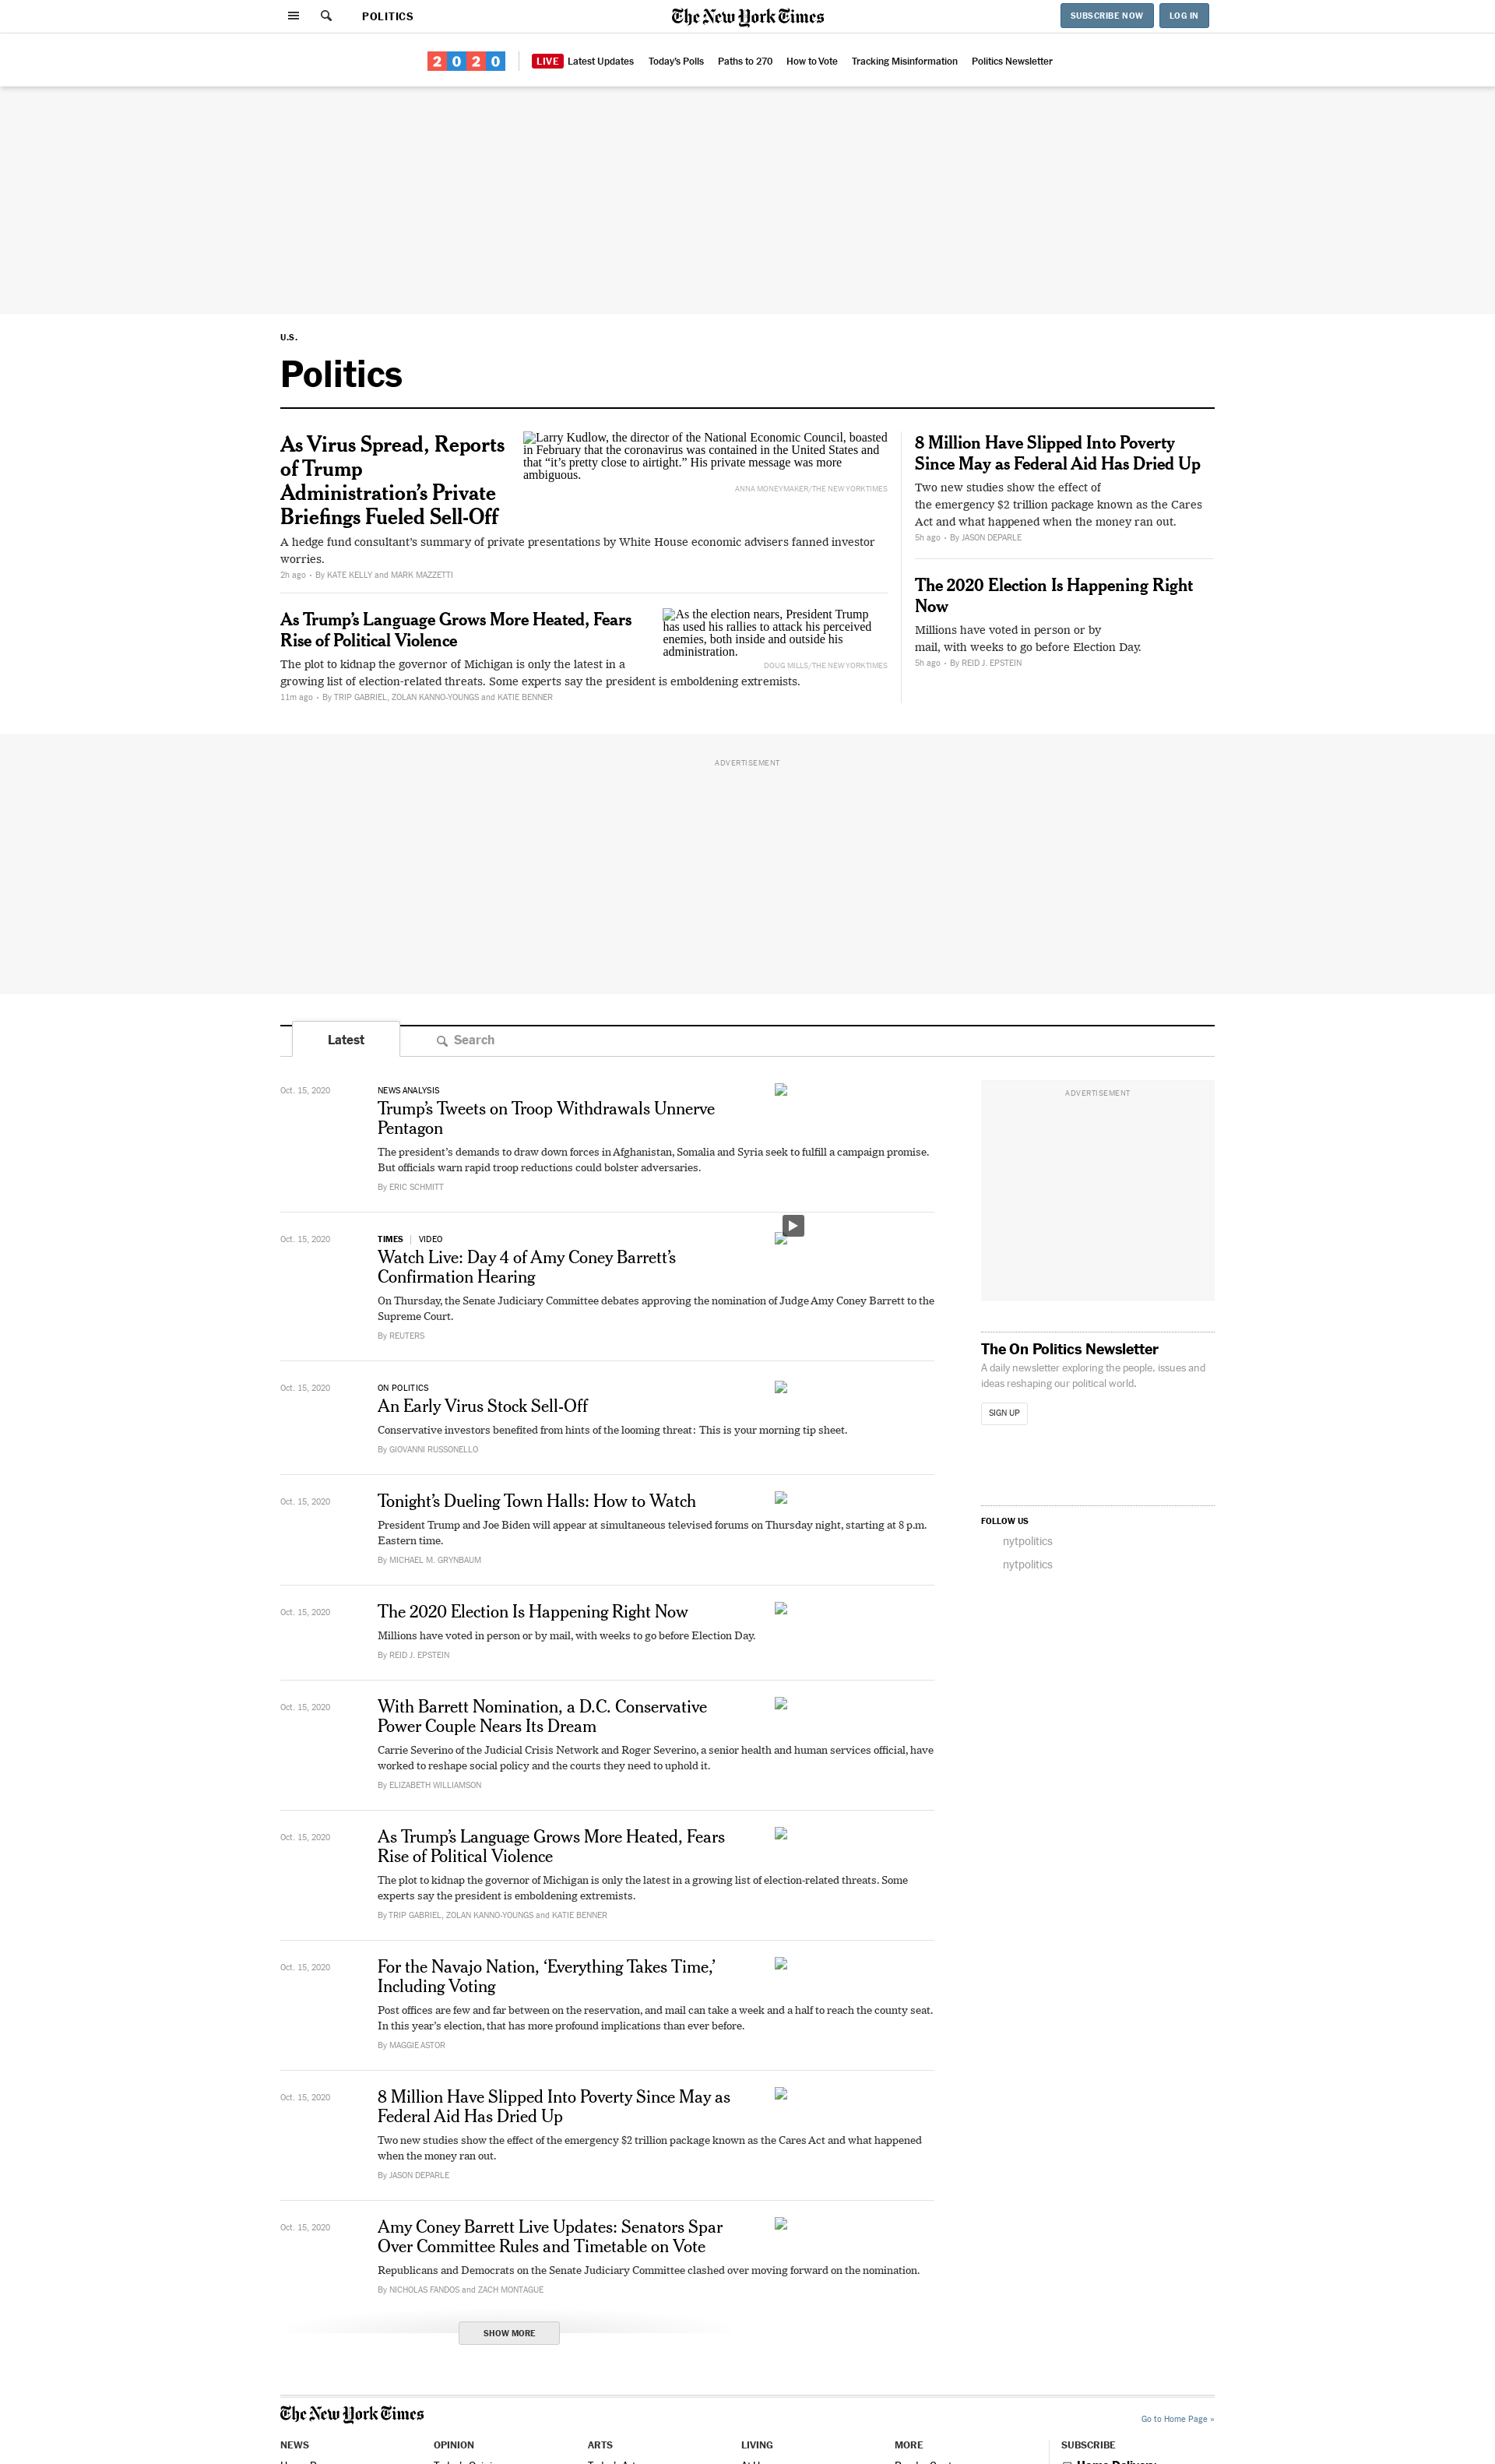 POLITICS
The New York Times
SUBSCRIBE NOW
LOG IN
2020
LIVE Latest Updates
Today's Polls
Paths to 270
How to Vote
Tracking Misinformation
Politics Newsletter
U.S.
Politics
As Virus Spread, Reports
of Trump
Administration’s Private
Briefings Fueled Sell-Off
Larry Kudlow, the director of the National Economic Council, boasted
in February that the coronavirus was contained in the United States and
that “it’s pretty close to airtight.” His private message was more
ambiguous.
ANNA MONEYMAKER/THE NEW YORK TIMES
A hedge fund consultant’s summary of private presentations by White House economic advisers fanned investor
worries.
2h ago • By KATE KELLY and MARK MAZZETTI
As Trump’s Language Grows More Heated, Fears
Rise of Political Violence
As the election nears, President Trump
has used his rallies to attack his perceived
enemies, both inside and outside his
administration.
DOUG MILLS/THE NEW YORK TIMES
The plot to kidnap the governor of Michigan is only the latest in a
growing list of election-related threats. Some experts say the president is emboldening extremists.
11m ago • By TRIP GABRIEL, ZOLAN KANNO-YOUNGS and KATIE BENNER
8 Million Have Slipped Into Poverty
Since May as Federal Aid Has Dried Up
Two new studies show the effect of
the emergency $2 trillion package known as the Cares
Act and what happened when the money ran out.
5h ago • By JASON DEPARLE
The 2020 Election Is Happening Right
Now
Millions have voted in person or by
mail, with weeks to go before Election Day.
5h ago • By REID J. EPSTEIN
ADVERTISEMENT
Latest
Search
Oct. 15, 2020
NEWS ANALYSIS
Trump’s Tweets on Troop Withdrawals Unnerve
Pentagon
The president’s demands to draw down forces in Afghanistan, Somalia and Syria seek to fulfill a campaign promise.
But officials warn rapid troop reductions could bolster adversaries.
By ERIC SCHMITT
Oct. 15, 2020
TIMES | VIDEO
Watch Live: Day 4 of Amy Coney Barrett’s
Confirmation Hearing
On Thursday, the Senate Judiciary Committee debates approving the nomination of Judge Amy Coney Barrett to the
Supreme Court.
By REUTERS
Oct. 15, 2020
ON POLITICS
An Early Virus Stock Sell-Off
Conservative investors benefited from hints of the looming threat: This is your morning tip sheet.
By GIOVANNI RUSSONELLO
Oct. 15, 2020
Tonight’s Dueling Town Halls: How to Watch
President Trump and Joe Biden will appear at simultaneous televised forums on Thursday night, starting at 8 p.m.
Eastern time.
By MICHAEL M. GRYNBAUM
Oct. 15, 2020
The 2020 Election Is Happening Right Now
Millions have voted in person or by mail, with weeks to go before Election Day.
By REID J. EPSTEIN
Oct. 15, 2020
With Barrett Nomination, a D.C. Conservative
Power Couple Nears Its Dream
Carrie Severino of the Judicial Crisis Network and Roger Severino, a senior health and human services official, have
worked to reshape social policy and the courts they need to uphold it.
By ELIZABETH WILLIAMSON
Oct. 15, 2020
As Trump’s Language Grows More Heated, Fears
Rise of Political Violence
The plot to kidnap the governor of Michigan is only the latest in a growing list of election-related threats. Some
experts say the president is emboldening extremists.
By TRIP GABRIEL, ZOLAN KANNO-YOUNGS and KATIE BENNER
Oct. 15, 2020
For the Navajo Nation, ‘Everything Takes Time,’
Including Voting
Post offices are few and far between on the reservation, and mail can take a week and a half to reach the county seat.
In this year’s election, that has more profound implications than ever before.
By MAGGIE ASTOR
Oct. 15, 2020
8 Million Have Slipped Into Poverty Since May as
Federal Aid Has Dried Up
Two new studies show the effect of the emergency $2 trillion package known as the Cares Act and what happened
when the money ran out.
By JASON DEPARLE
Oct. 15, 2020
Amy Coney Barrett Live Updates: Senators Spar
Over Committee Rules and Timetable on Vote
Republicans and Democrats on the Senate Judiciary Committee clashed over moving forward on the nomination.
By NICHOLAS FANDOS and ZACH MONTAGUE
SHOW MORE
ADVERTISEMENT
The On Politics Newsletter
A daily newsletter exploring the people, issues and
ideas reshaping our political world.
SIGN UP
FOLLOW US
nytpolitics
nytpolitics
The New York Times
Go to Home Page »
NEWS
OPINION
ARTS
LIVING
MORE
SUBSCRIBE